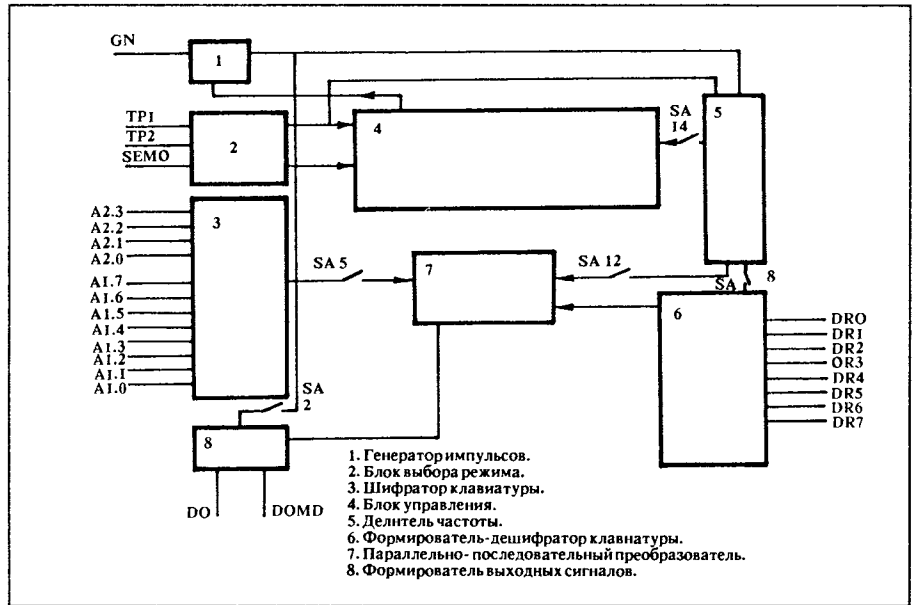 GN
1
TP1
TP2
SEMO
2
4
SA
14
5
A2.3
A2.2
A2.1
A2.0
A1.7
A1.6
A1.5
A1.4
A1.3
A1.2
A1.1
A1.0
3
SA 5
7
SA 12
SA
8
6
DRO
DR1
DR2
OR3
DR4
DR5
DR6
DR7
SA
2
8
DO
DOMD
1. Генератор импульсов.
2. Блок выбора режима.
3. Шифратор клавиатуры.
4. Блок управления.
5. Делнтель частоты.
6. Формирователь-дешифратор клавнатуры.
7. Параллельно- последовательный преобразователь.
8. Формирователь выходных сигналов.